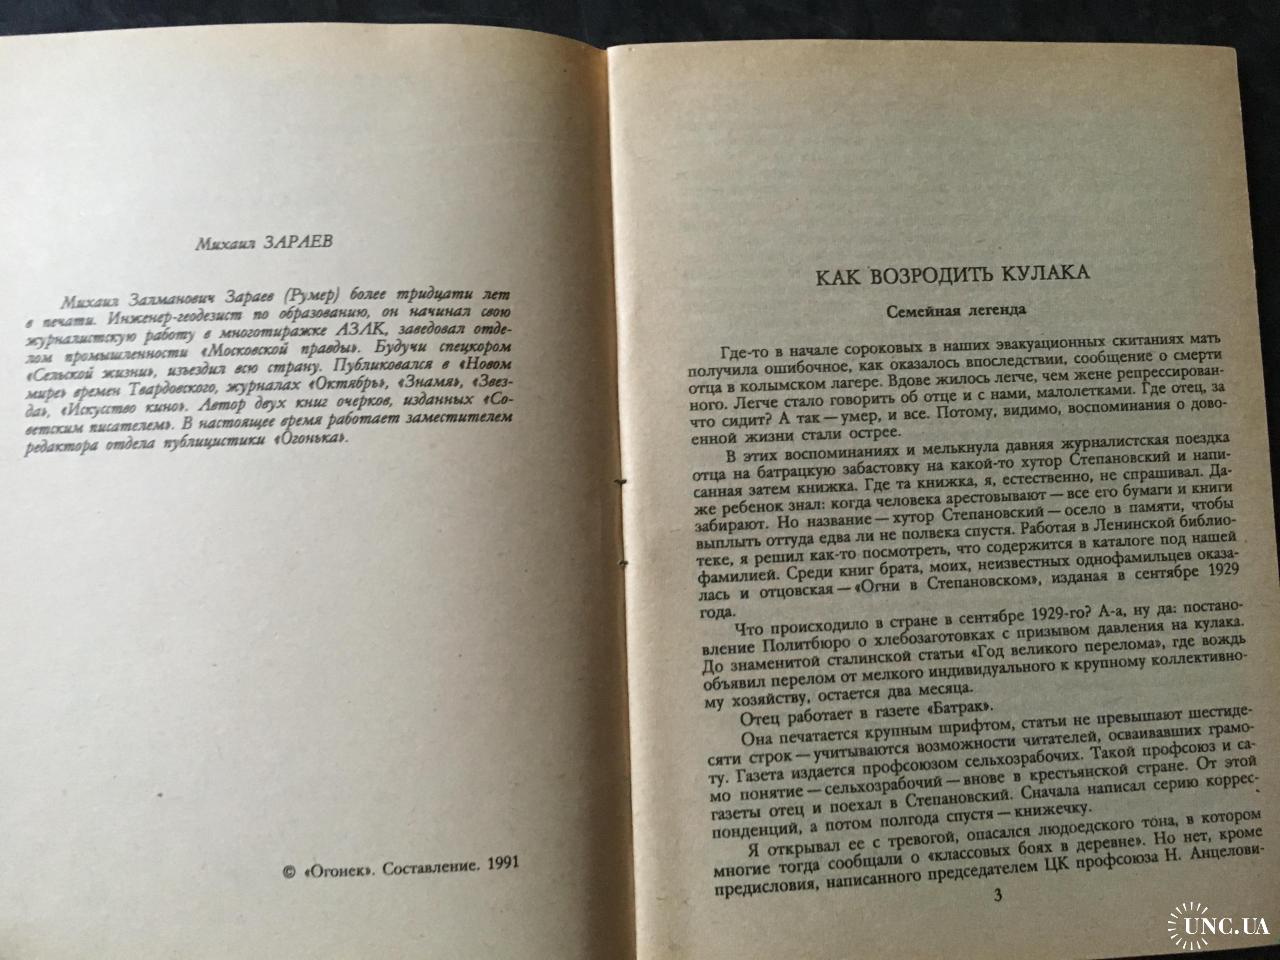 Михаил ЗАРАЕВ
Михаил Залманович Зараев (Румер) более тридцати лет
в печати. Инженер-геодезист по образованию, он начинал свою
журналистскую работу в многотиражке АЗЛК, заведовал отде-
лом промышленности «Московской правды». Будучи спецкором
«Сельской жизни», изъездил всю страну. Публиковался в «Новом
мире» времен Твардовского, журналах «Октябрь», «Знамя», «Звез-
да», «Искусство кино». Автор двух книг очерков, изданных «Со-
ветским писателем». В настоящее время работает заместителем
редактора отдела публицистики «Огонька».
© «Огонек». Составление. 1991
КАК ВОЗРОДИТЬ КУЛАКА
Семейная легенда
Где-то в начале сороковых в наших эвакуационных скитаниях мать
получила ошибочное, как оказалось впоследствии, сообщение о смерти
отца в колымском лагере. Вдове жилось легче, чем жене репрессирован-
ного. Легче стало говорить об отце и с нами, малолетками. Где отец, за
что сидит? А так — умер, и все. Потому, видимо, воспоминания о дово-
енной жизни стали острее.
В этих воспоминаниях и мелькнула давняя журналистская поездка
отца на батрацкую забастовку на какой-то хутор Степановский и напи-
санная затем книжка. Где та книжка, я, естественно, не спрашивал. Да-
же ребенок знал: когда человека арестовывают — все его бумаги и книги
забирают. Но название — хутор Степановский — осело в памяти, чтобы
выплыть оттуда едва ли не полвека спустя. Работая в Ленинской библио-
теке, я решил как-то посмотреть, что содержится в каталоге под нашей
фамилией. Среди книг брата, моих, неизвестных однофамильцев оказа-
лась и отцовская — «Огни в Степановском», изданая в сентябре 1929
года.
Что происходило в стране в сентябре 1929-го? А-а, ну да: постано-
вление Политбюро о хлебозаготовках с призывом давления на кулака.
До знаменитой сталинской статьи «Год великого перелома», где вождь
объявил перелом от мелкого индивидуального к крупному коллективно-
му хозяйству, остается два месяца.
Отец работает в газете «Батрак».
Она печатается крупным шрифтом, статьи не превышают шестиде-
сяти строк — учитываются возможности читателей, осваивавших грамо-
ту. Газета издается профсоюзом сельхозрабочих. Такой профсоюз и са-
мо понятие — сельхозрабочий — внове в крестьянской стране. От этой
газеты отец и поехал в Степановский. Сначала написал серию коррес-
понденций, а потом полгода спустя — книжечку.
Я открывал ее с тревогой, опасался людоедского тона, в котором
многие тогда сообщали о «классовых боях в деревне». Но нет, кроме
предисловия, написанного председателем ЦК профсоюза Н. Анцелови-
3
UNC.UA